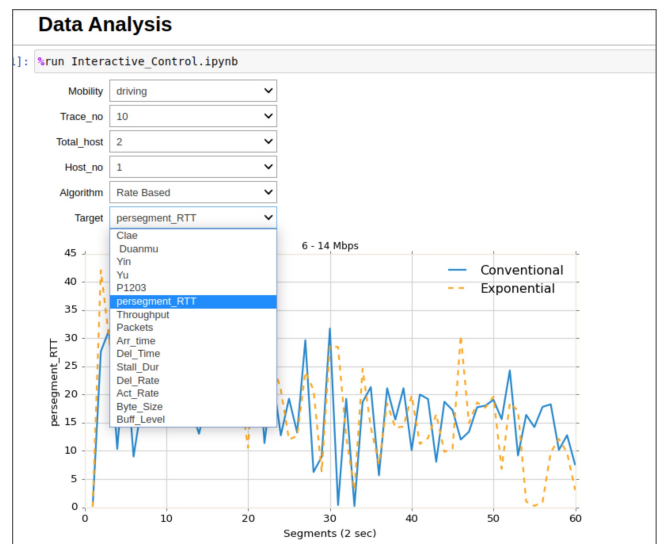 Data Analysis
]: %run Interactive_Control.ipynb
Mobility driving
Trace_no 10
Total_host 2
Host_no 1
Algorithm Rate Based
Target persegment_RTT
Clae
Duanmu
Yin
Yu
P1203
persegment_RTT
Throughput
Packets
Arr_time
Del_Time
Stall_Dur
Del_Rate
Act_Rate
Byte_Size
Buff_Level
6 - 14 Mbps
Conventional
Exponential
persegment_RTT
45
40
35
30
25
20
15
10
5
0
0 10 20 30 40 50 60
Segments (2 sec)